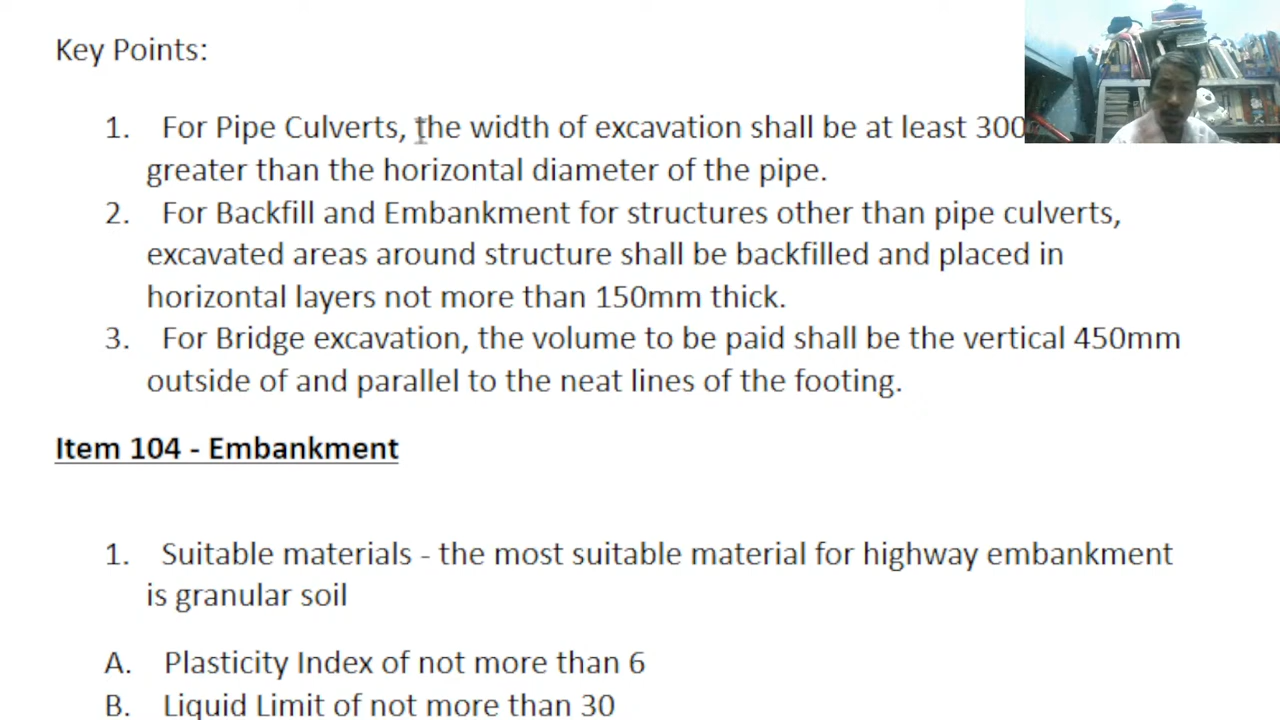 Key Points:
1. For Pipe Culverts, the width of excavation shall be at least 300
greater than the horizontal diameter of the pipe.
2. For Backfill and Embankment for structures other than pipe culverts,
excavated areas around structure shall be backfilled and placed in
horizontal layers not more than 150mm thick.
3. For Bridge excavation, the volume to be paid shall be the vertical 450mm
outside of and parallel to the neat lines of the footing.
Item 104 - Embankment
1. Suitable materials - the most suitable material for highway embankment
is granular soil
A. Plasticity Index of not more than 6
B. Liquid Limit of not more than 30